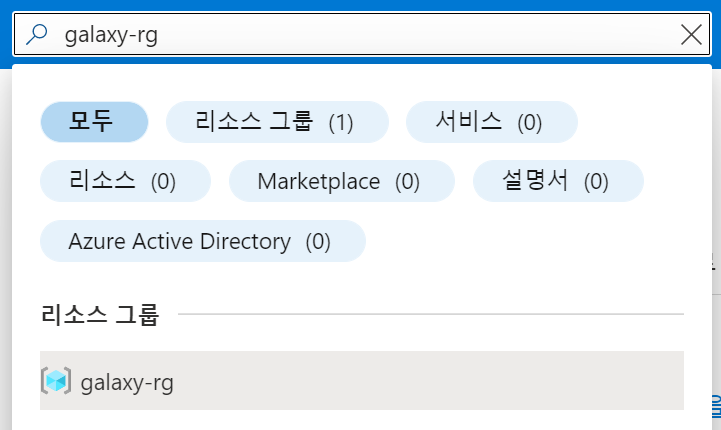 galaxy-rg
모두 리소스 그룹 (1) 서비스 (0)
리소스 (0) Marketplace (0) 설명서 (0)
Azure Active Directory (0)
리소스 그룹
galaxy-rg